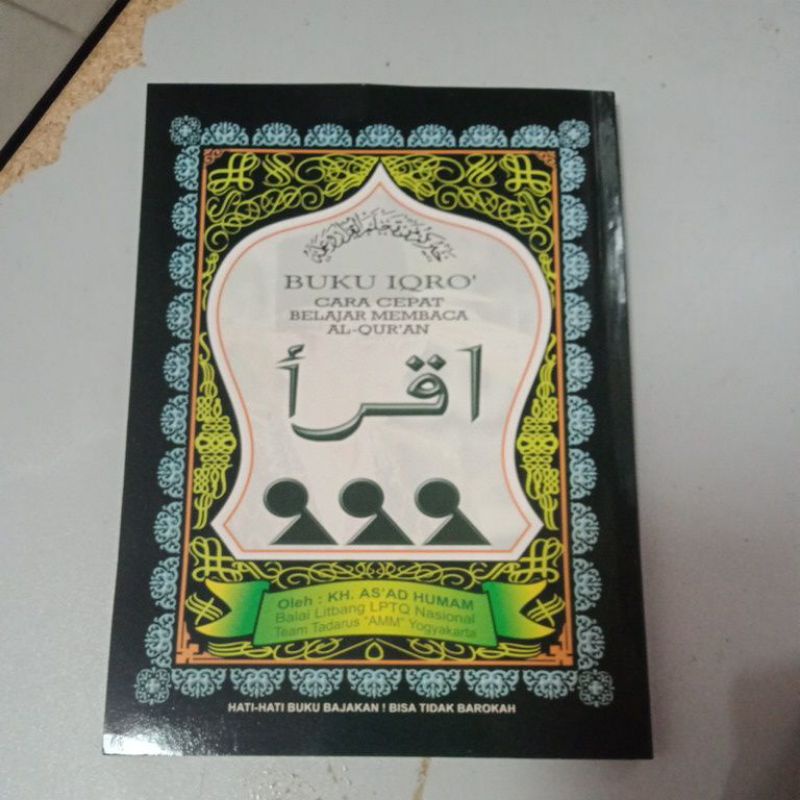 BUKU IQRO'
CARA CEPAT
BELAJAR MEMBACA
AL-QUR'AN
اقرأ
Oleh : KH. AS'AD HUMAM
Balai Litbang LPTQ Nasional
Team Tadarus "AMM" Yogyakarta
HATI-HATI BUKU BAJAKAN ! BISA TIDAK BAROKAH